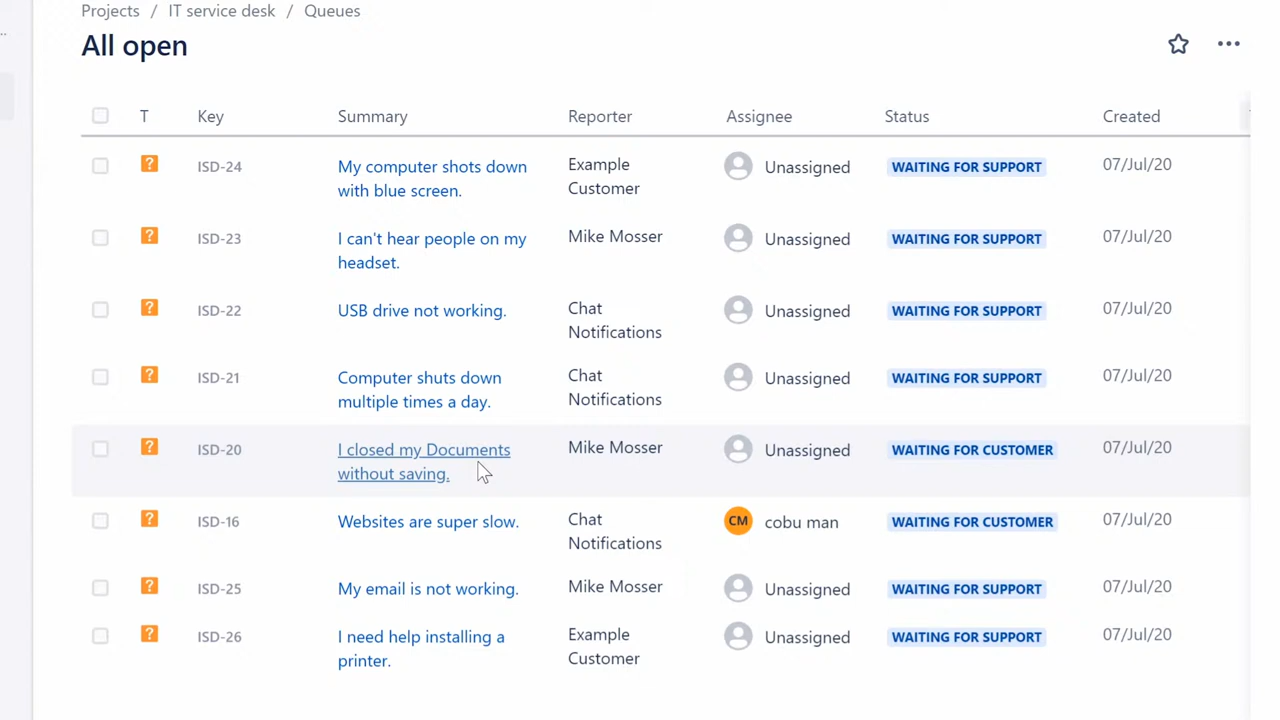 Projects / IT service desk / Queues
All open
T Key Summary Reporter Assignee Status Created
? ISD-24 My computer shots down with blue screen. Example Customer Unassigned WAITING FOR SUPPORT 07/Jul/20
? ISD-23 I can't hear people on my headset. Mike Mosser Unassigned WAITING FOR SUPPORT 07/Jul/20
? ISD-22 USB drive not working. Chat Notifications Unassigned WAITING FOR SUPPORT 07/Jul/20
? ISD-21 Computer shuts down multiple times a day. Chat Notifications Unassigned WAITING FOR SUPPORT 07/Jul/20
? ISD-20 I closed my Documents without saving. Mike Mosser Unassigned WAITING FOR CUSTOMER 07/Jul/20
? ISD-16 Websites are super slow. Chat Notifications CM cobu man WAITING FOR CUSTOMER 07/Jul/20
? ISD-25 My email is not working. Mike Mosser Unassigned WAITING FOR SUPPORT 07/Jul/20
? ISD-26 I need help installing a printer. Example Customer Unassigned WAITING FOR SUPPORT 07/Jul/20